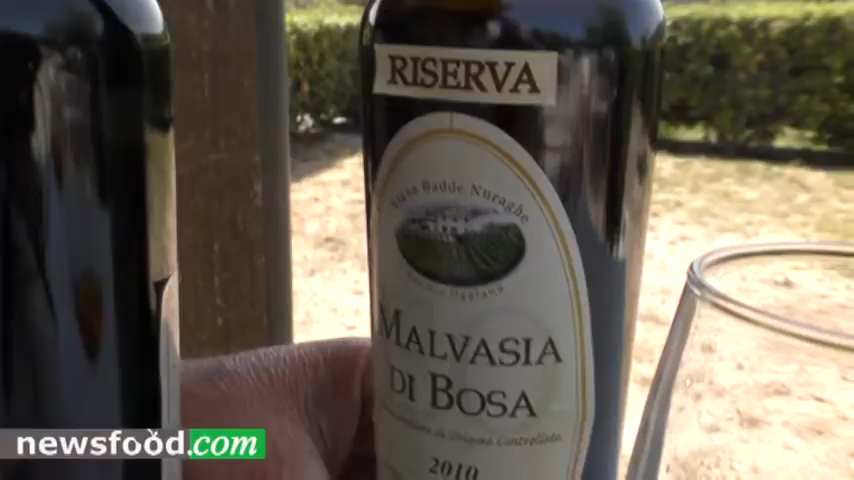 RISERVA
Vigna Badde Nuraghe
MALVASIA
DI BOSA
Denominazione di Origine Controllata
2010
newsfood.com